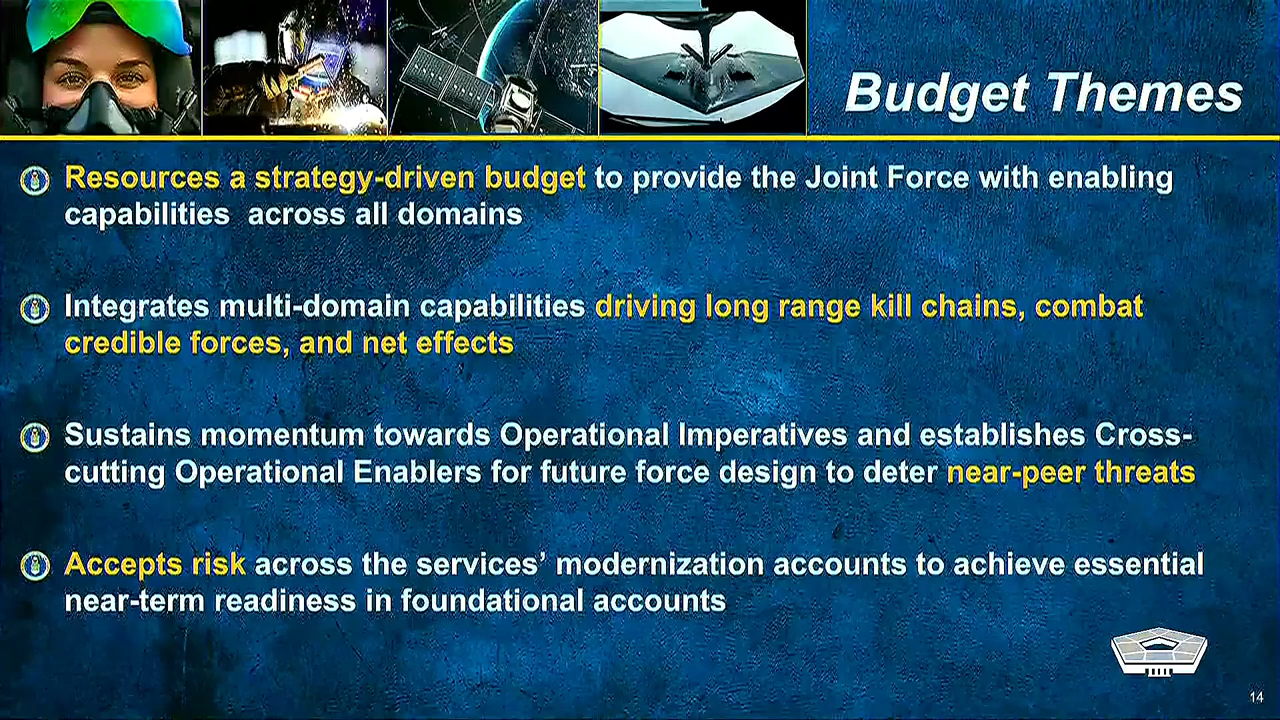 Budget Themes
Resources a strategy-driven budget to provide the Joint Force with enabling
capabilities  across all domains
Integrates multi-domain capabilities driving long range kill chains, combat
credible forces, and net effects
Sustains momentum towards Operational Imperatives and establishes Cross-
cutting Operational Enablers for future force design to deter near-peer threats
Accepts risk across the services’ modernization accounts to achieve essential
near-term readiness in foundational accounts
14